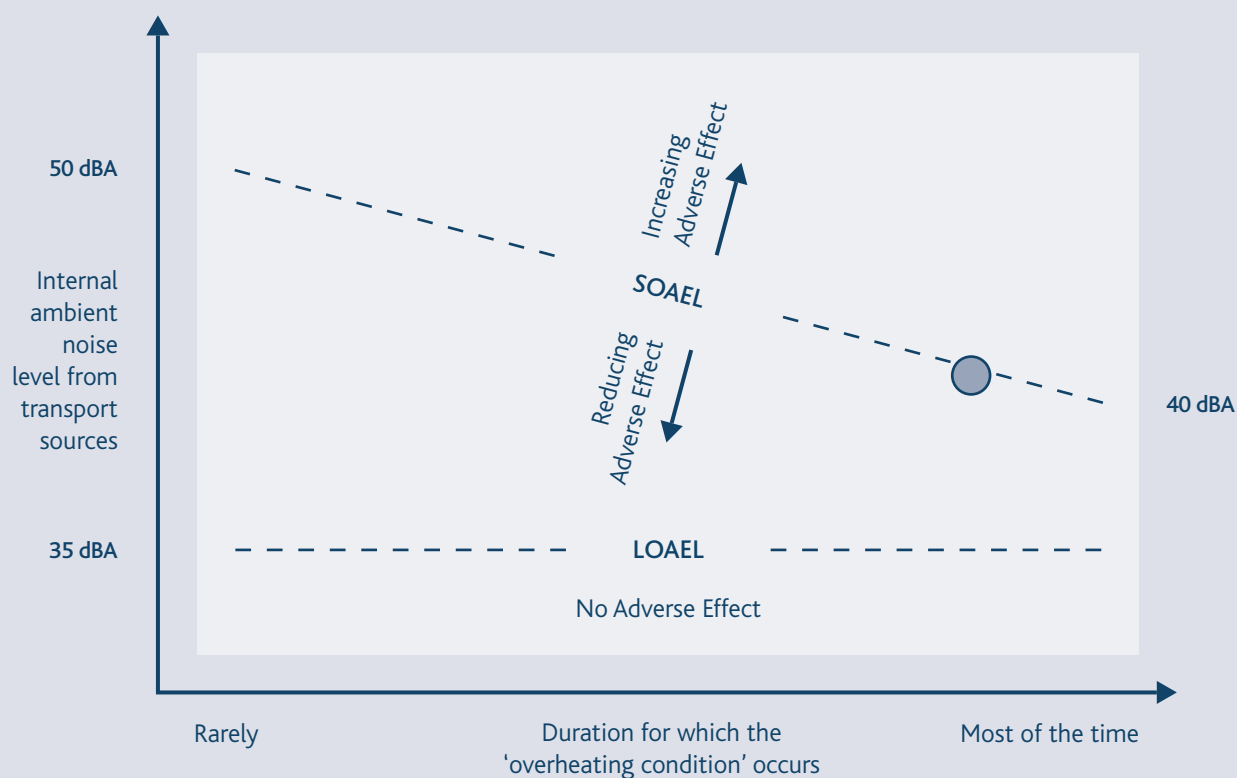 50 dBA
Internal
ambient
noise
level from
transport
sources
35 dBA
Increasing
Adverse Effect
SOAEL
Reducing
Adverse Effect
40 dBA
LOAEL
No Adverse Effect
Rarely
Duration for which the
‘overheating condition’ occurs
Most of the time